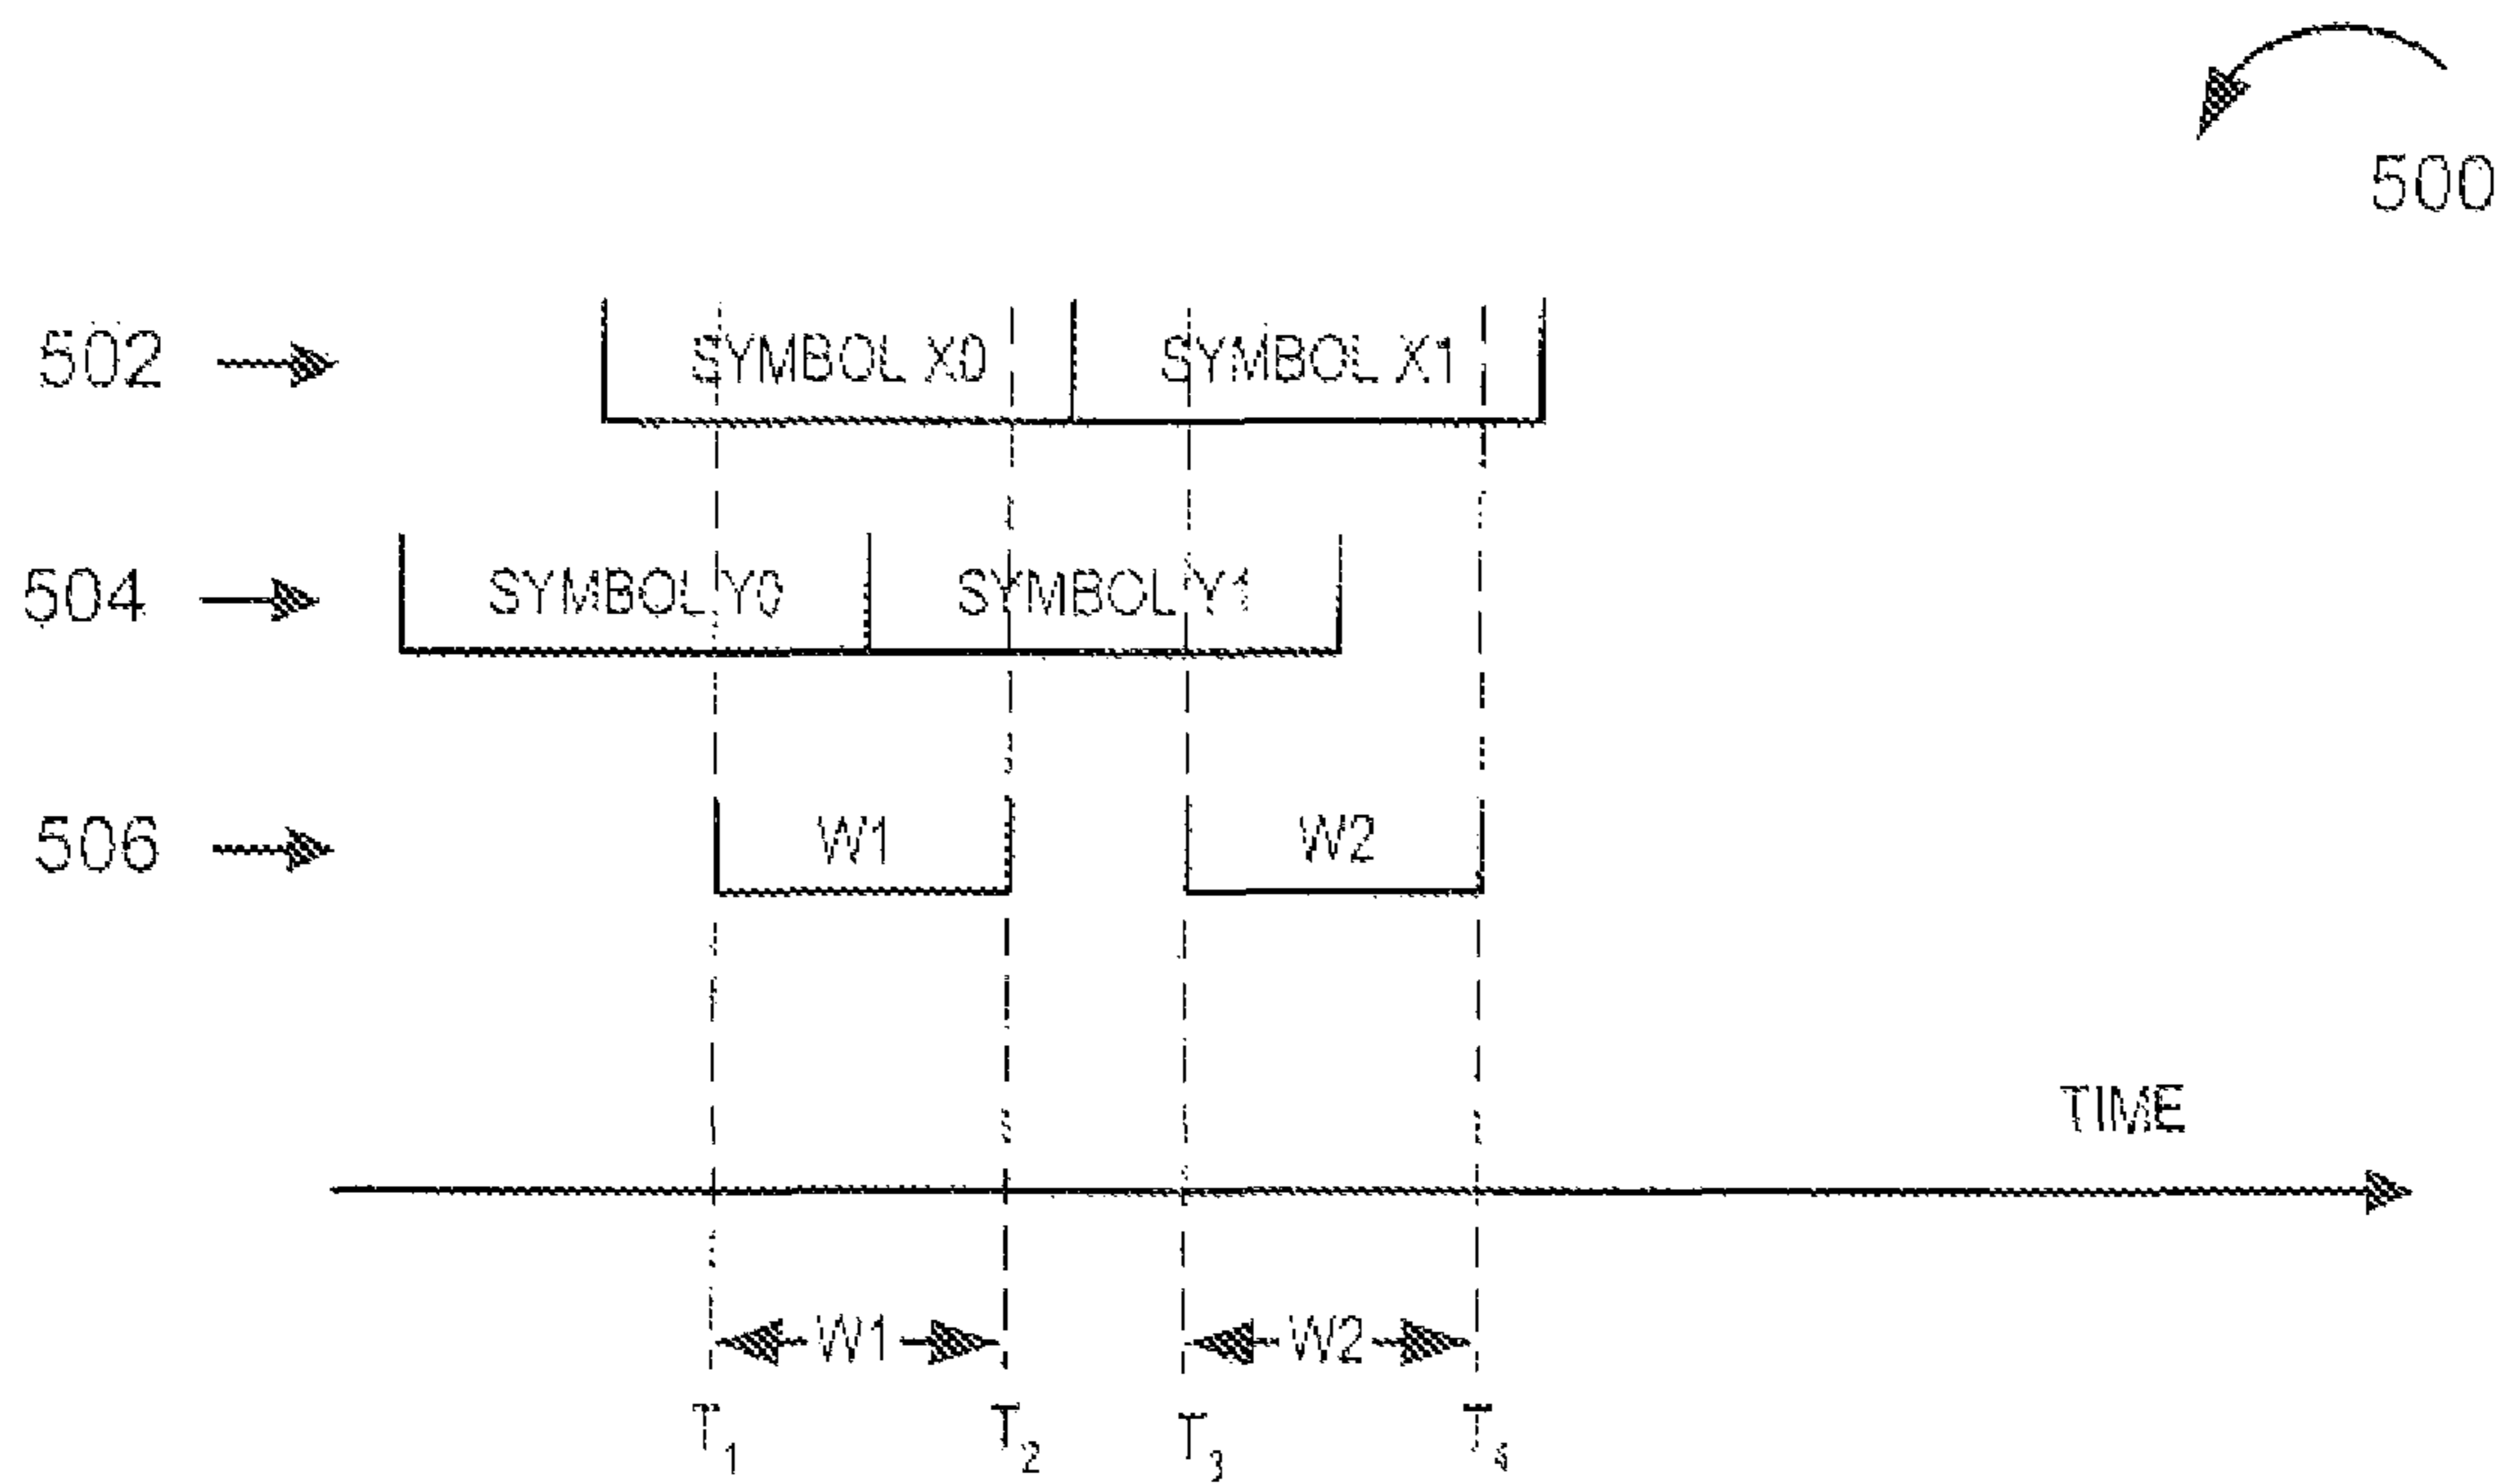 500
502
SYMBOL X0
SYMBOL X1
504
SYMBOL Y0
SYMBOL Y1
506
W1
W2
TIME
W1
W2
T1
T2
T3
T4